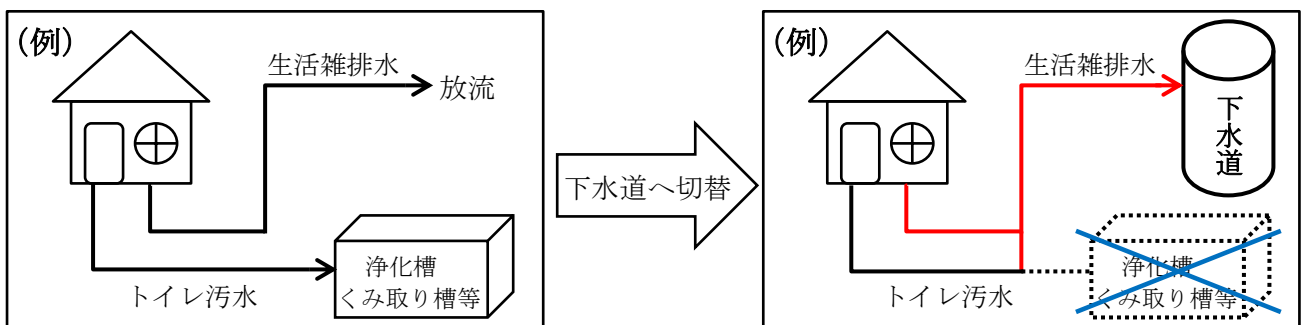 (例)
生活雑排水
放流
浄化槽
くみ取り槽等
トイレ汚水
下水道へ切替
(例)
生活雑排水
下水道
浄化槽
くみ取り槽等
トイレ汚水